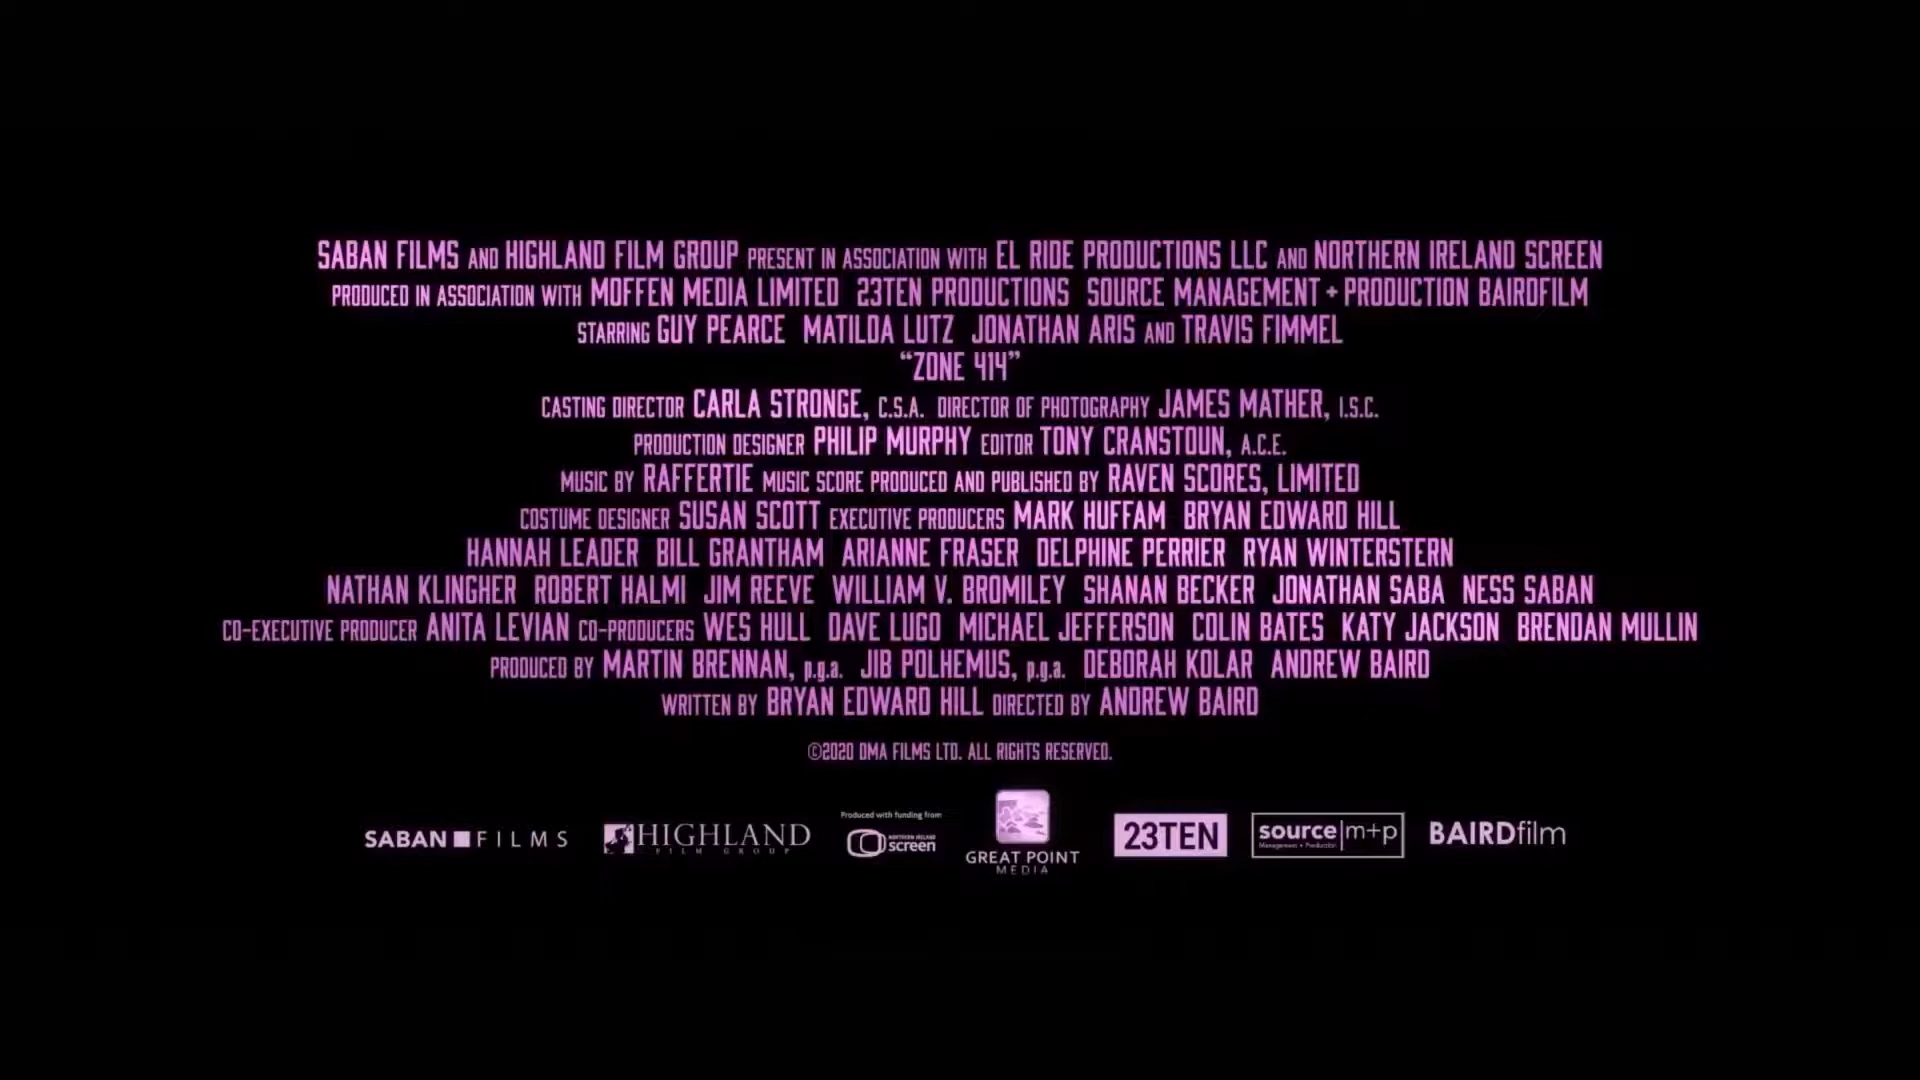 SABAN FILMS AND HIGHLAND FILM GROUP PRESENT IN ASSOCIATION WITH EL RIDE PRODUCTIONS LLC AND NORTHERN IRELAND SCREEN
PRODUCED IN ASSOCIATION WITH MOFFEN MEDIA LIMITED 23TEN PRODUCTIONS SOURCE MANAGEMENT + PRODUCTION BAIRDFILM
STARRING GUY PEARCE MATILDA LUTZ JONATHAN ARIS AND TRAVIS FIMMEL
“ZONE 414”
CASTING DIRECTOR CARLA STRONGE, C.S.A. DIRECTOR OF PHOTOGRAPHY JAMES MATHER, I.S.C.
PRODUCTION DESIGNER PHILIP MURPHY EDITOR TONY CRANSTOUN, A.C.E.
MUSIC BY RAFFERTIE MUSIC SCORE PRODUCED AND PUBLISHED BY RAVEN SCORES, LIMITED
COSTUME DESIGNER SUSAN SCOTT EXECUTIVE PRODUCERS MARK HUFFAM BRYAN EDWARD HILL
HANNAH LEADER BILL GRANTHAM ARIANNE FRASER DELPHINE PERRIER RYAN WINTERSTERN
NATHAN KLINGHER ROBERT HALMI JIM REEVE WILLIAM V. BROMILEY SHANAN BECKER JONATHAN SABA NESS SABAN
CO-EXECUTIVE PRODUCER ANITA LEVIAN CO-PRODUCERS WES HULL DAVE LUGO MICHAEL JEFFERSON COLIN BATES KATY JACKSON BRENDAN MULLIN
PRODUCED BY MARTIN BRENNAN, p.g.a. JIB POLHEMUS, p.g.a. DEBORAH KOLAR ANDREW BAIRD
WRITTEN BY BRYAN EDWARD HILL DIRECTED BY ANDREW BAIRD
©2020 DMA FILMS LTD. ALL RIGHTS RESERVED.
SABAN FILMS
HIGHLAND
FILM GROUP
Produced with funding from
NORTHERN IRELAND
screen
GREAT POINT
MEDIA
23TEN
source|m+p
Management + Production
BAIRDfilm